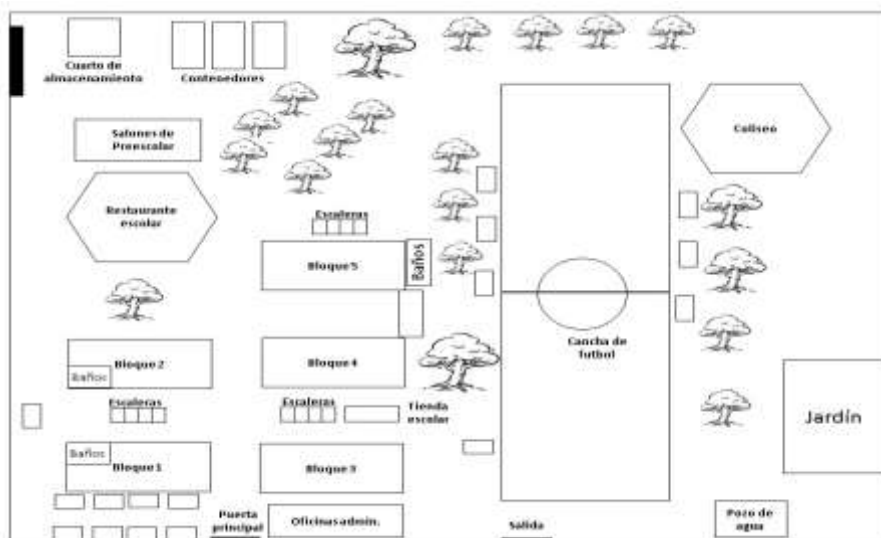 Cuarto de
almacenamiento
Contenedores
Salones de
Preescolar
Coliseo
Restaurante
escolar
Escaleras
Bloque 5
Baños
Cancha de
futbol
Bloque 2
Baños
Bloque 4
Escaleras
Escaleras
Tienda
escolar
Jardín
Baños
Bloque 1
Bloque 3
Puerta
principal
Oficinas admin.
Salida
Pozo de
agua